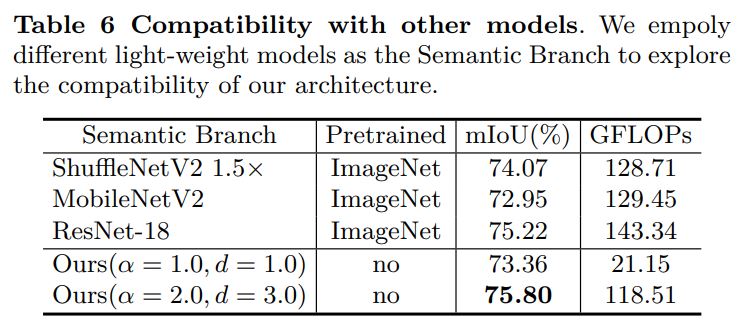 Table 6 Compatibility with other models. We empoly
different light-weight models as the Semantic Branch to explore
the compatibility of our architecture.
Semantic Branch Pretrained mIoU(%) GFLOPs
ShuffleNetV2 1.5× ImageNet 74.07 128.71
MobileNetV2 ImageNet 72.95 129.45
ResNet-18 ImageNet 75.22 143.34
Ours(α = 1.0, d = 1.0) no 73.36 21.15
Ours(α = 2.0, d = 3.0) no 75.80 118.51